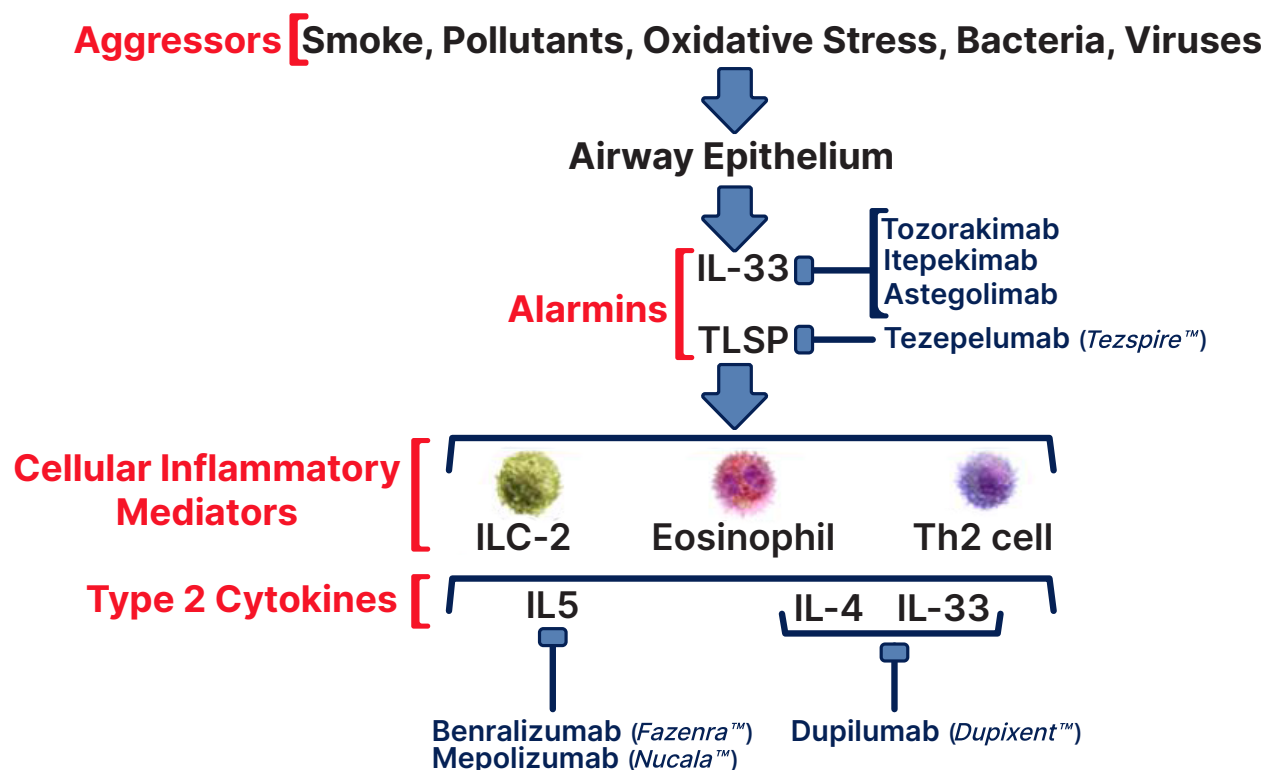 Aggressors Smoke, Pollutants, Oxidative Stress, Bacteria, Viruses
Airway Epithelium
Alarmins
IL-33
Tozorakimab
Itepekimab
Astegolimab
TLSP
Tezepelumab (Tezspire™)
Cellular Inflammatory
Mediators
ILC-2
Eosinophil
Th2 cell
Type 2 Cytokines
IL5
IL-4
IL-33
Benralizumab (Fazenra™)
Mepolizumab (Nucala™)
Dupilumab (Dupixent™)